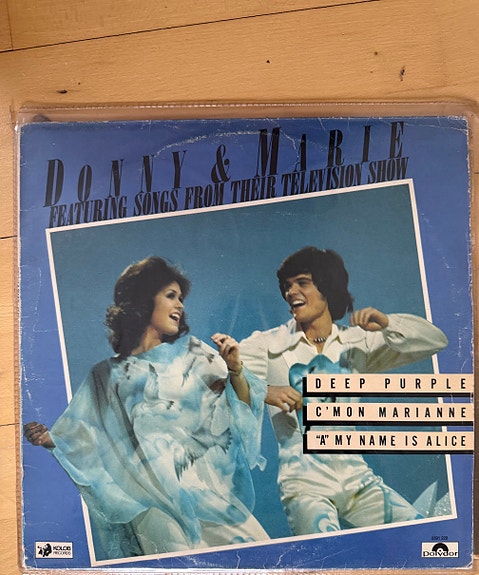 DONNY & MARIE
FEATURING SONGS FROM THEIR TELEVISION SHOW
DEEP PURPLE
C'MON MARIANNE
"A" MY NAME IS ALICE
KOLOB
RECORDS
Polydor